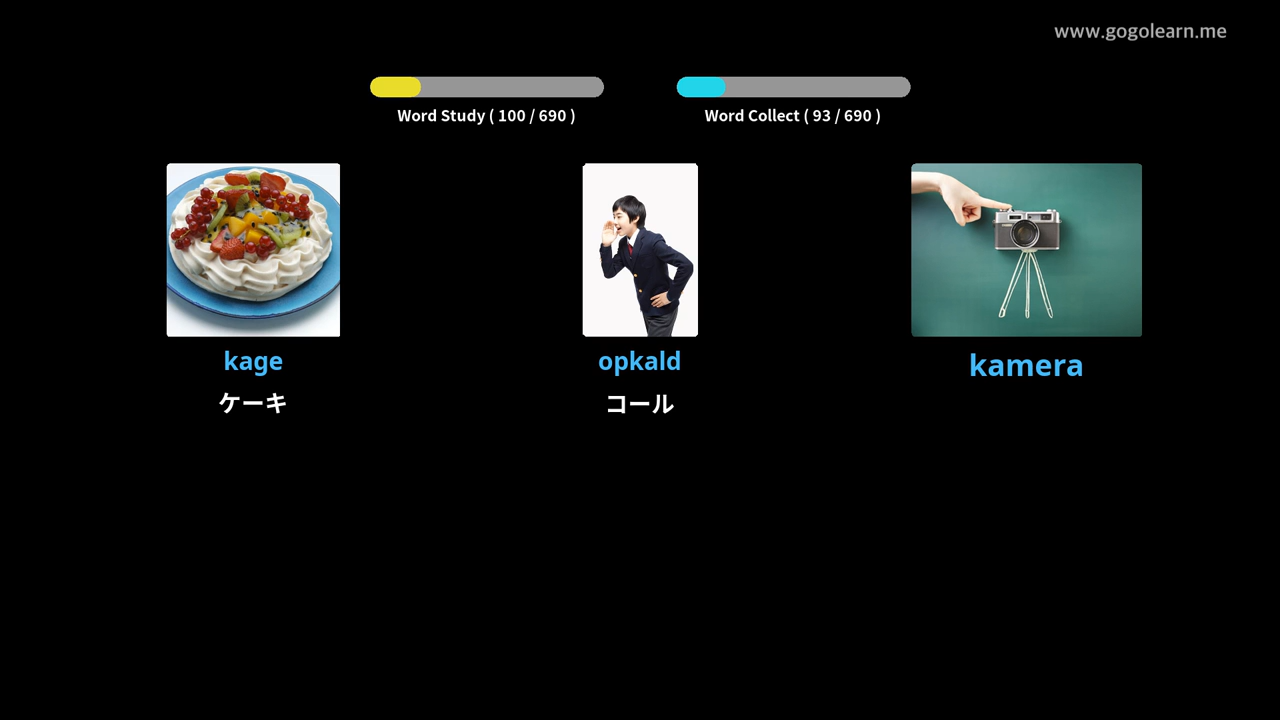 www.gogolearn.me
Word Study ( 100 / 690 )
Word Collect ( 93 / 690 )
kage
opkald
kamera
ケーキ
コール